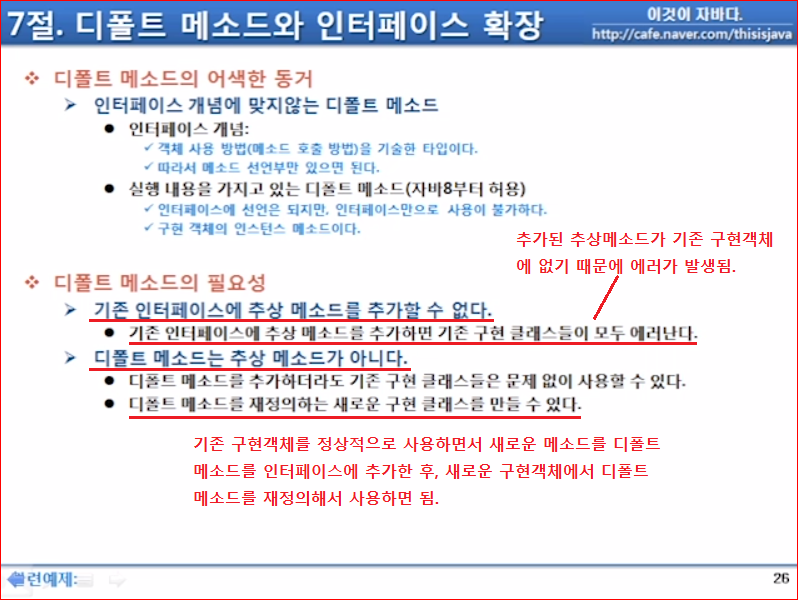 7절. 디폴트 메소드와 인터페이스 확장
이것이 자바다.
http://cafe.naver.com/thisisjava
디폴트 메소드의 어색한 동거
인터페이스 개념에 맞지않는 디폴트 메소드
인터페이스 개념:
객체 사용 방법(메소드 호출 방법)을 기술한 타입이다.
따라서 메소드 선언부만 있으면 된다.
실행 내용을 가지고 있는 디폴트 메소드(자바8부터 허용)
인터페이스에 선언은 되지만, 인터페이스만으로 사용이 불가하다.
구현 객체의 인스턴스 메소드이다.
추가된 추상메소드가 기존 구현객체
에 없기 때문에 에러가 발생됨.
디폴트 메소드의 필요성
기존 인터페이스에 추상 메소드를 추가할 수 없다.
기존 인터페이스에 추상 메소드를 추가하면 기존 구현 클래스들이 모두 에러난다.
디폴트 메소드는 추상 메소드가 아니다.
디폴트 메소드를 추가하더라도 기존 구현 클래스들은 문제 없이 사용할 수 있다.
디폴트 메소드를 재정의하는 새로운 구현 클래스를 만들 수 있다.
기존 구현객체를 정상적으로 사용하면서 새로운 메소드를 디폴트
메소드를 인터페이스에 추가한 후, 새로운 구현객체에서 디폴트
메소드를 재정의해서 사용하면 됨.
련예제:
26